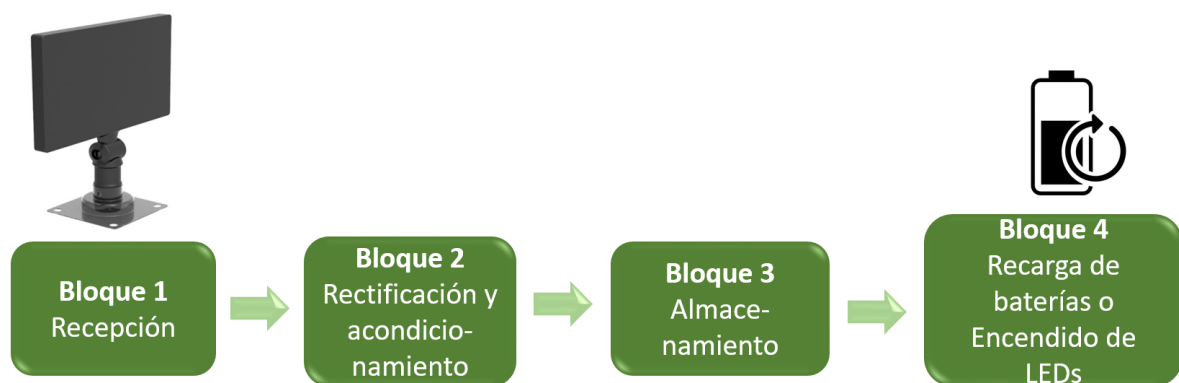 Bloque 1
Recepción
Bloque 2
Rectificación y
acondicio-
namiento
Bloque 3
Almace-
namiento
Bloque 4
Recarga de
baterías o
Encendido de
LEDs